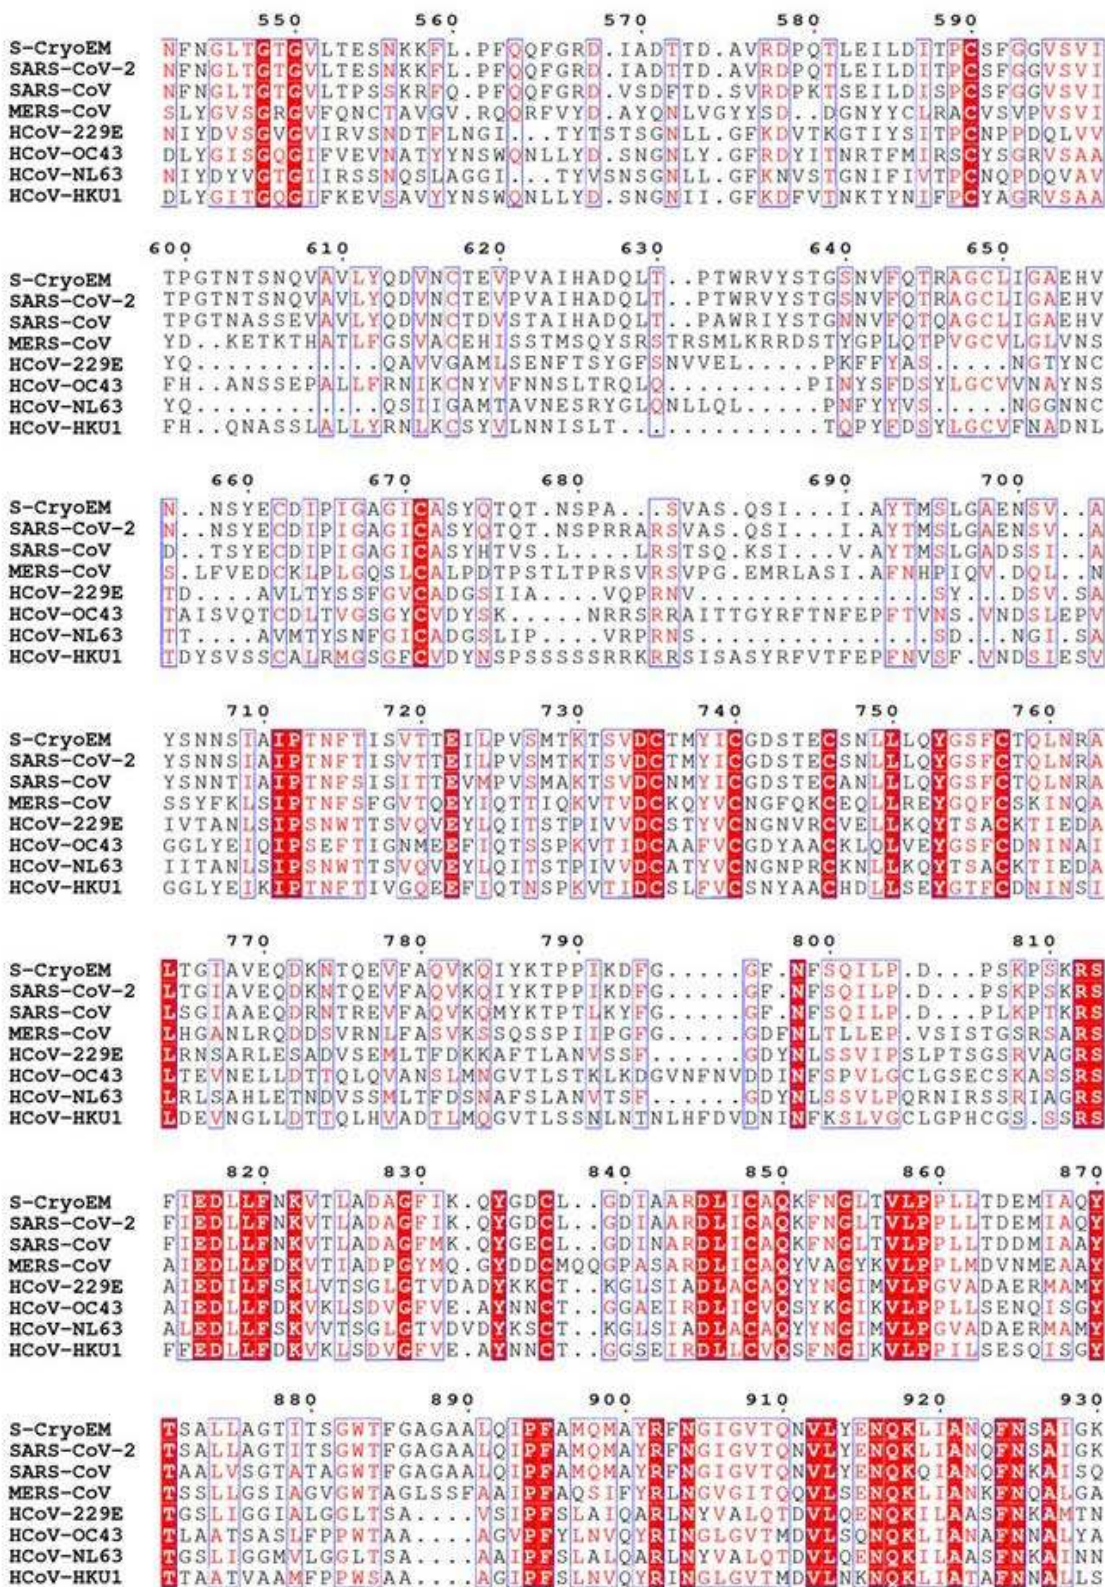 550 560 570 580 590
S-CryoEM NFNGLTGTGVLTESNKKFL.PFQQFGRD.IADTTD.AVRDPQTLEILDITPCSFGGVSVI
SARS-CoV-2 NFNGLTGTGVLTESNKKFL.PFQQFGRD.IADTTD.AVRDPQTLEILDITPCSFGGVSVI
SARS-CoV NFNGLTGTGVLTPSSKRFQ.PFQQFGRD.VSDFTD.SVRDPKTSEILDISPCSFGGVSVI
MERS-CoV SLYGVSGRGVFQNCTAVGV.RQQRFVYD.AYQNLVGYYSD.DGNYYCLRACVSVPVSVI
HCoV-229E NIYDVSGVGVIRVSNDTFLNGI...TYTSTSGNLL.GFKDVTKGTIYSITPCNPPDQLVV
HCoV-OC43 DLYGISGQGIFVEVNATYYNSWQNLLYD.SNGNLY.GFRDYITNRTFMIRSCYSGRVSAA
HCoV-NL63 NIYDYVGTGIIRSSNQSLAGGI...TYVSNSGNLL.GFKNVSTGNIFIVTPCNQPDQVAV
HCoV-HKU1 DLYGITGQGIFKEVSAVYYNSWQNLLYD.SNGNII.GFKDFVTNKTYNIFPCYAGRVSAA
600 610 620 630 640 650
S-CryoEM TPGTNTSNQVAVLYQDVNCTEVPVAIHADQLT..PTWRVYSTGSNVFQTRAGCLIGAEHV
SARS-CoV-2 TPGTNTSNQVAVLYQDVNCTEVPVAIHADQLT..PTWRVYSTGSNVFQTRAGCLIGAEHV
SARS-CoV TPGTNASSEVAVLYQDVNCTDVSTAIHADQLT..PAWRIYSTGNNVFQTQAGCLIGAEHV
MERS-CoV YD..KETKTHATLFGSVACEHISSTMSQYSRSTRSMLKRRDSTYGPLQTPVGCVLGLVNS
HCoV-229E YQ...........QAVVGAMLSENFTSYGFSNVVEL.....PKFFYAS.....NGTYNC
HCoV-OC43 FH..ANSSEPALLFRNIKCNYVFNNSLTRQLQ.........PINYSFDSYLGCVVNAYNS
HCoV-NL63 YQ...........QSIIGAMTAVNESRYGLQNLLQL.....PNFYYVS.....NGGNNC
HCoV-HKU1 FH..QNASSLALLYRNLKCSYVLNNISLT............TQPYFDSYLGCVFNADNL
660 670 680 690 700
S-CryoEM N..NSYECDIPIGAGICASYQTQT.NSPA...SVAS.QSI...I.AYTMSLGAENSV..A
SARS-CoV-2 N..NSYECDIPIGAGICASYQTQT.NSPRRARSVAS.QSI...I.AYTMSLGAENSV..A
SARS-CoV D..TSYECDIPIGAGICASYHTVS.L....LRSTSQ.KSI...V.AYTMSLGADSSI..A
MERS-CoV S.LFVEDCKLPLGQSLCALPDTPSTLTPRSVRSVPG.EMRLASI.AFNHPIQV.DQL..N
HCoV-229E TD....AVLTYSSFGVCADGSIIA.....VQPRNV..............SY..DSV.SA
HCoV-OC43 TAISVQTCDLTVGSGYCVDYSK.....NRRSRRAITTGYRFTNFEPFTVNS.VNDSLEPV
HCoV-NL63 TT....AVMTYSNFGICADGSLIP.....VRPRNS..............SD..NGI.SA
HCoV-HKU1 TDYSVSSCALRMGSGFCVDYNSPSSSSSRRKRRSISASYRFVTFEPFNVSF.VNDSIESV
710 720 730 740 750 760
S-CryoEM YSNNSIAIPTNFTISVTTEILPVSMTKTSVDCTMYICGDSTECSNLLLQYGSFCTQLNRA
SARS-CoV-2 YSNNSIAIPTNFTISVTTEILPVSMTKTSVDCTMYICGDSTECSNLLLQYGSFCTQLNRA
SARS-CoV YSNNTIAIPTNFSISITTEVMPVSMAKTSVDCNMYICGDSTECANLLLQYGSFCTQLNRA
MERS-CoV SSYFKLSIPTNFSFGVTQEYIQTTIQKVTVDCKQYVCNGFQKCEQLLREYGQFCSKINQA
HCoV-229E IVTANLSIPSNWTTSVQVEYLQITSTPIVVDCSTYVCNGNVRCVELLKQYTSACKTIEDA
HCoV-OC43 GGLYEIQIPSEFTIGNMEEFIQTSSPKVTIDCAAFVCGDYAACKLQLVEYGSFCDNINAI
HCoV-NL63 IITANLSIPSNWTTSVQVEYLQITSTPIVVDCATYVCNGNPRCKNLLKQYTSACKTIEDA
HCoV-HKU1 GGLYEIKIPTNFTIVGQEEFIQTNSPKVTIDCSLFVCSNYAACHDLLSEYGTFCDNINSI
770 780 790 800 810
S-CryoEM LTGIAVEQDKNTQEVFAQVKQIYKTPPIKDFG.....GF.NFSQILP.D...PSKPSKRS
SARS-CoV-2 LTGIAVEQDKNTQEVFAQVKQIYKTPPIKDFG.....GF.NFSQILP.D...PSKPSKRS
SARS-CoV LSGIAAEQDRNTREVFAQVKQMYKTPTLKYFG.....GF.NFSQILP.D...PLKPTKRS
MERS-CoV LHGANLRQDDSVRNLFASVKSSQSSPIIPGFG.....GDFNLTLLEP.VSISTGSRSARS
HCoV-229E LRNSARLESADVSEMLTFDKKAFTLANVSSF......GDYNLSSVIPSLPTSGSRVAGRS
HCoV-OC43 LTEVNELLDTTQLQVANSLMNGVTLSTKLKDGVNFNVDDINFSPVLGCLGSECSKASSRS
HCoV-NL63 LRLSAHLETNDVSSMLTFDSNAFSLANVTSF......GDYNLSSVLPQRNIRSSRIAGRS
HCoV-HKU1 LDEVNGLLDTTQLHVADTLMQGVTLSSNLNTNLHFDVDNINFKSLVGCLGPHCGS.SSRS
820 830 840 850 860 870
S-CryoEM FIEDLLFNKVTLADAGFIK.QYGDCL..GDIAARDLICAQKFNGLTVLPPLLTDEMIAQY
SARS-CoV-2 FIEDLLFNKVTLADAGFIK.QYGDCL..GDIAARDLICAQKFNGLTVLPPLLTDEMIAQY
SARS-CoV FIEDLLFNKVTLADAGFMK.QYGECL..GDINARDLICAQKFNGLTVLPPLLTDDMIAAY
MERS-CoV AIEDLLFDKVTIADPGYMQ.GYDDCMQQGPASARDLICAQYVAGYKVLPPLMDVNMEAAY
HCoV-229E AIEDILFSKLVTSGLGTVDADYKKCT..KGLSIADLACAQYYNGIMVLPGVADAERMAMY
HCoV-OC43 AIEDLLFDKVKLSDVGFVE.AYNNCT..GGAEIRDLICVQSYKGIKVLPPLLSENQISGY
HCoV-NL63 ALEDLLFSKVVTSGLGTVDVDYKSCT..KGLSIADLACAQYYNGIMVLPGVADAERMAMY
HCoV-HKU1 FFEDLLFDKVKLSDVGFVE.AYNNCT..GGSEIRDLLCVQSFNGIKVLPPILSESQISGY
880 890 900 910 920 930
S-CryoEM TSALLAGTITSGWTFGAGAALQIPFAMQMAYRFNGIGVTQNVLYENQKLIANQFNSAIGK
SARS-CoV-2 TSALLAGTITSGWTFGAGAALQIPFAMQMAYRFNGIGVTQNVLYENQKLIANQFNSAIGK
SARS-CoV TAALVSGTATAGWTFGAGAALQIPFAMQMAYRFNGIGVTQNVLYENQKQIANQFNKAISQ
MERS-CoV TSSLLGSIAGVGWTAGLSSFAAIPFAQSIFYRLNGVGITQQVLSENQKLIANKFNQALGA
HCoV-229E TGSLIGGIALGGLTSA....VSIPFSLAIQARLNYVALQTDVLQENQKILAASFNKAMTN
HCoV-OC43 TLAATSASLFPPWTAA....AGVPFYLNVQYRINGLGVTMDVLSQNQKLIANAFNNALYA
HCoV-NL63 TGSLIGGMVLGGLTSA....AAIPFSLALQARLNYVALQTDVLQENQKILAASFNKAINN
HCoV-HKU1 TTAATVAAMFPPWSAA....AGIPFSLNVQYRINGLGVTMDVLNKNQKLIANAFNNALLS